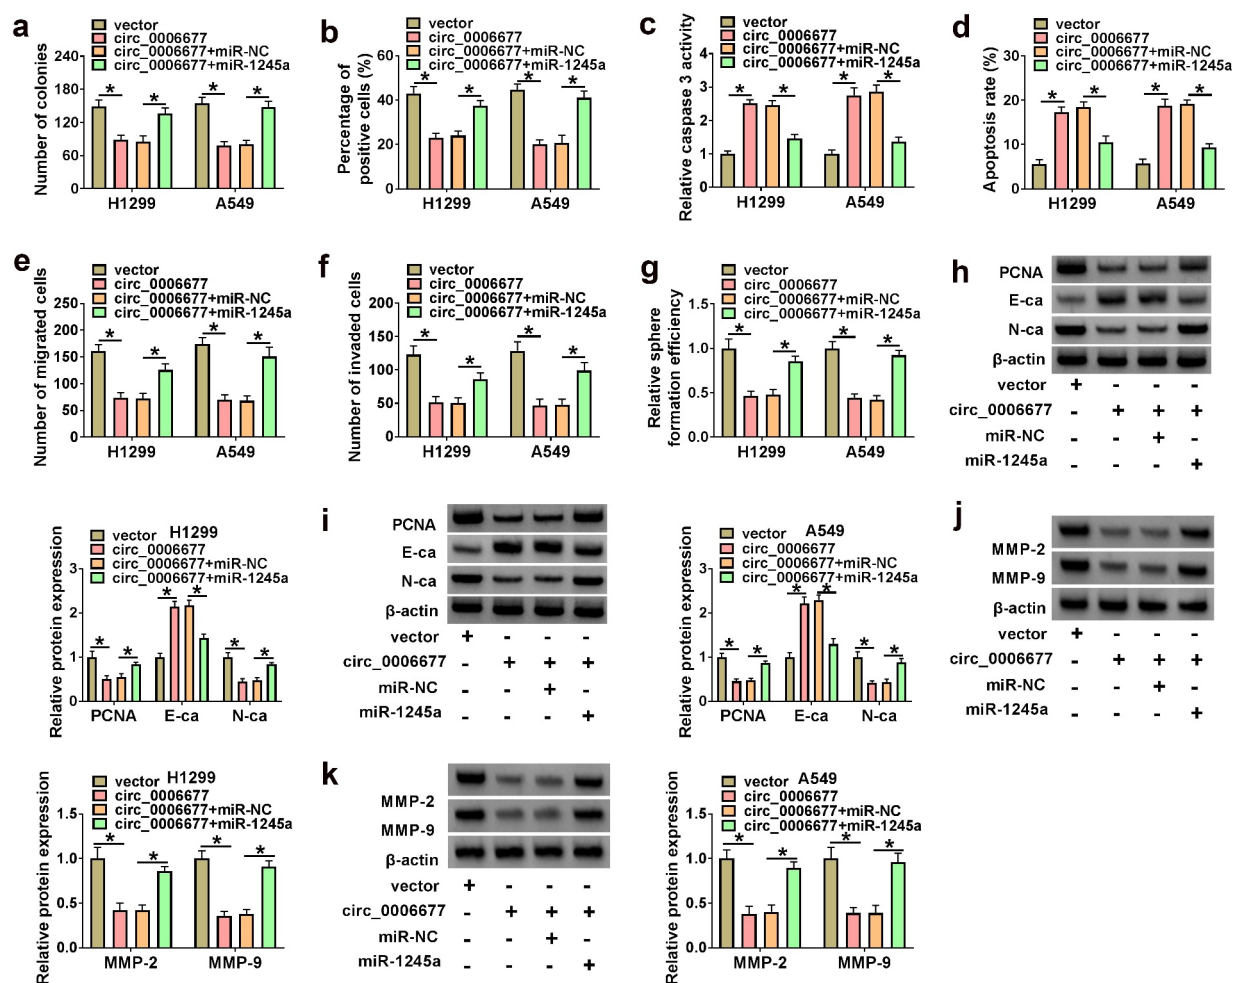 a
vector
circ_0006677
circ_0006677+miR-NC
circ_0006677+miR-1245a
Number of colonies
240
180
120
60
0
* * * *
H1299 A549
b
vector
circ_0006677
circ_0006677+miR-NC
circ_0006677+miR-1245a
Percentage of
positive cells (%)
60
40
20
0
* * * *
H1299 A549
c
vector
circ_0006677
circ_0006677+miR-NC
circ_0006677+miR-1245a
Relative caspase 3 activity
4
3
2
1
0
* * * *
H1299 A549
d
vector
circ_0006677
circ_0006677+miR-NC
circ_0006677+miR-1245a
Apoptosis rate (%)
30
20
10
0
* * * *
H1299 A549
e
vector
circ_0006677
circ_0006677+miR-NC
circ_0006677+miR-1245a
Number of migrated cells
250
200
150
100
50
0
* * * *
H1299 A549
f
vector
circ_0006677
circ_0006677+miR-NC
circ_0006677+miR-1245a
Number of invaded cells
200
150
100
50
0
* * * *
H1299 A549
g
vector
circ_0006677
circ_0006677+miR-NC
circ_0006677+miR-1245a
Relative sphere
formation efficiency
1.5
1.0
0.5
0.0
* * * *
H1299 A549
h
PCNA
E-ca
N-ca
β-actin
vector + - - -
circ_0006677 - + + +
miR-NC - - + -
miR-1245a - - - +
H1299
vector
circ_0006677
circ_0006677+miR-NC
circ_0006677+miR-1245a
Relative protein expression
3
2
1
0
* * * * * *
PCNA E-ca N-ca
i
PCNA
E-ca
N-ca
β-actin
vector + - - -
circ_0006677 - + + +
miR-NC - - + -
miR-1245a - - - +
A549
vector
circ_0006677
circ_0006677+miR-NC
circ_0006677+miR-1245a
Relative protein expression
3
2
1
0
* * * * * *
PCNA E-ca N-ca
j
MMP-2
MMP-9
β-actin
vector + - - -
circ_0006677 - + + +
miR-NC - - + -
miR-1245a - - - +
H1299
vector
circ_0006677
circ_0006677+miR-NC
circ_0006677+miR-1245a
Relative protein expression
1.5
1.0
0.5
0.0
* * * *
MMP-2 MMP-9
k
MMP-2
MMP-9
β-actin
vector + - - -
circ_0006677 - + + +
miR-NC - - + -
miR-1245a - - - +
A549
vector
circ_0006677
circ_0006677+miR-NC
circ_0006677+miR-1245a
Relative protein expression
1.5
1.0
0.5
0.0
* * * *
MMP-2 MMP-9